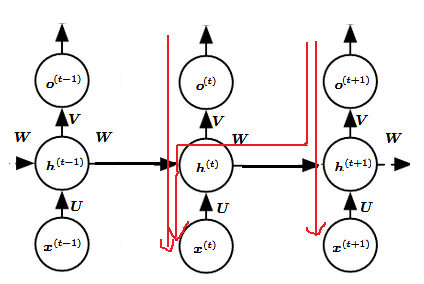 o(t−1) o(t) o(t+1)
V V V
W W W W
h(t−1) h(t) h(t+1)
U U U
x(t−1) x(t) x(t+1)